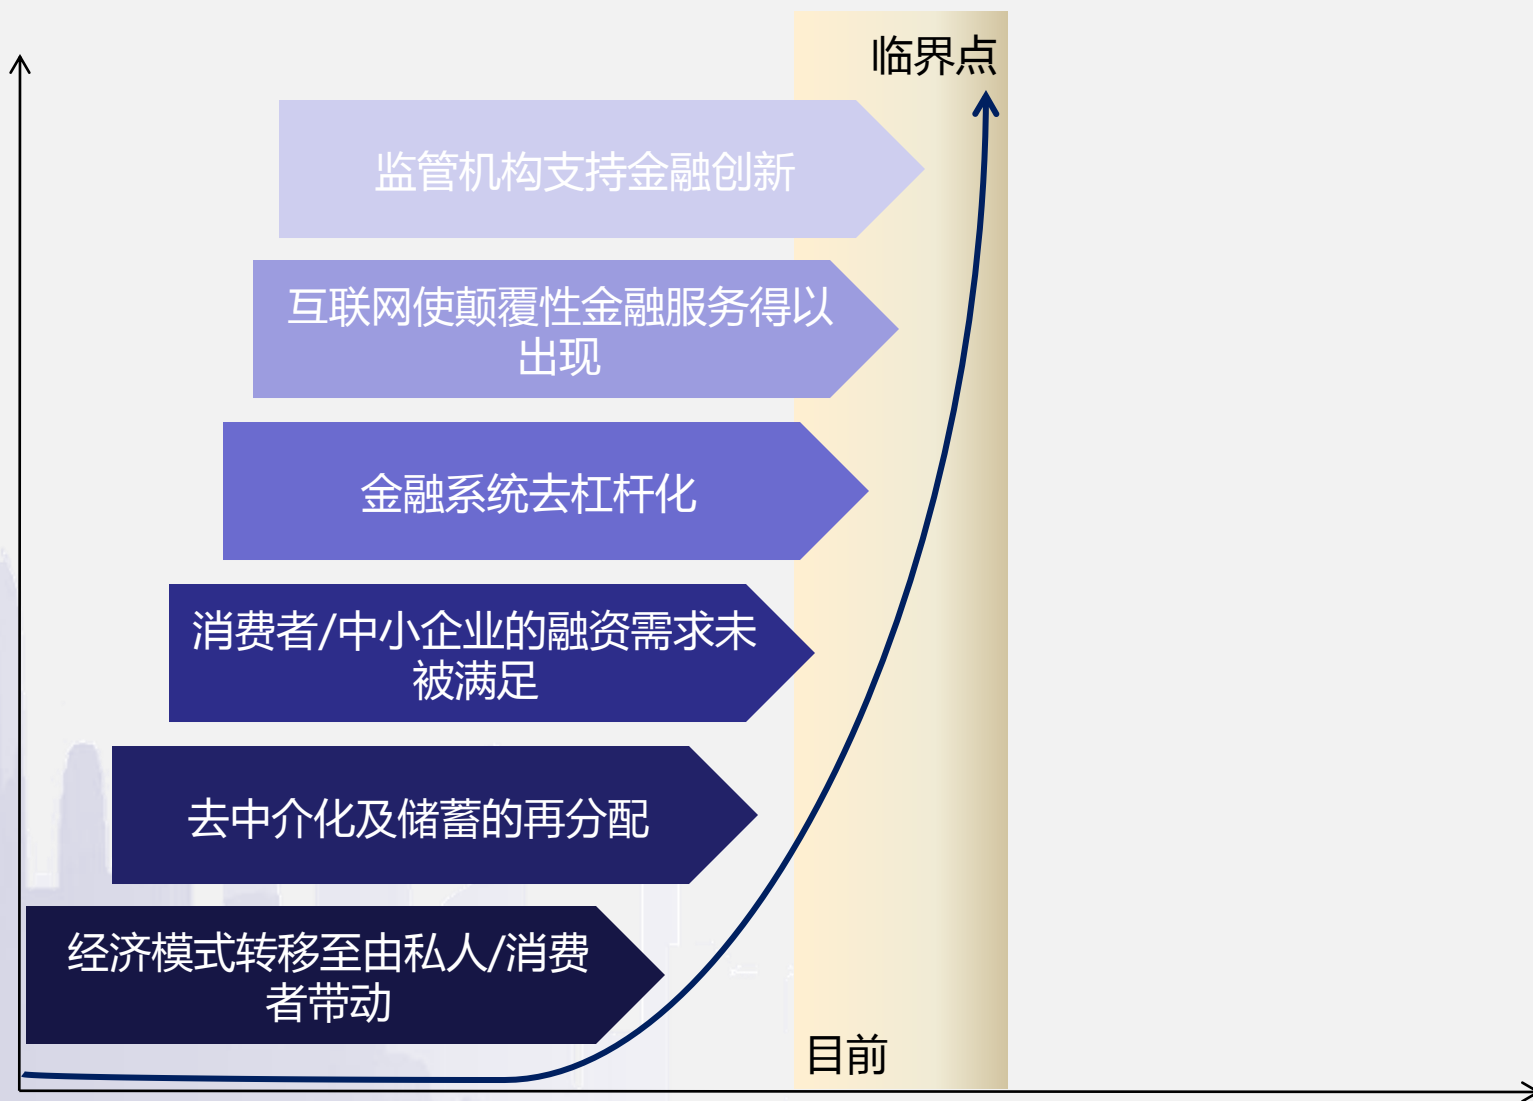 临界点
监管机构支持金融创新
互联网使颠覆性金融服务得以
出现
金融系统去杠杆化
消费者/中小企业的融资需求未
被满足
去中介化及储蓄的再分配
经济模式转移至由私人/消费
者带动
目前